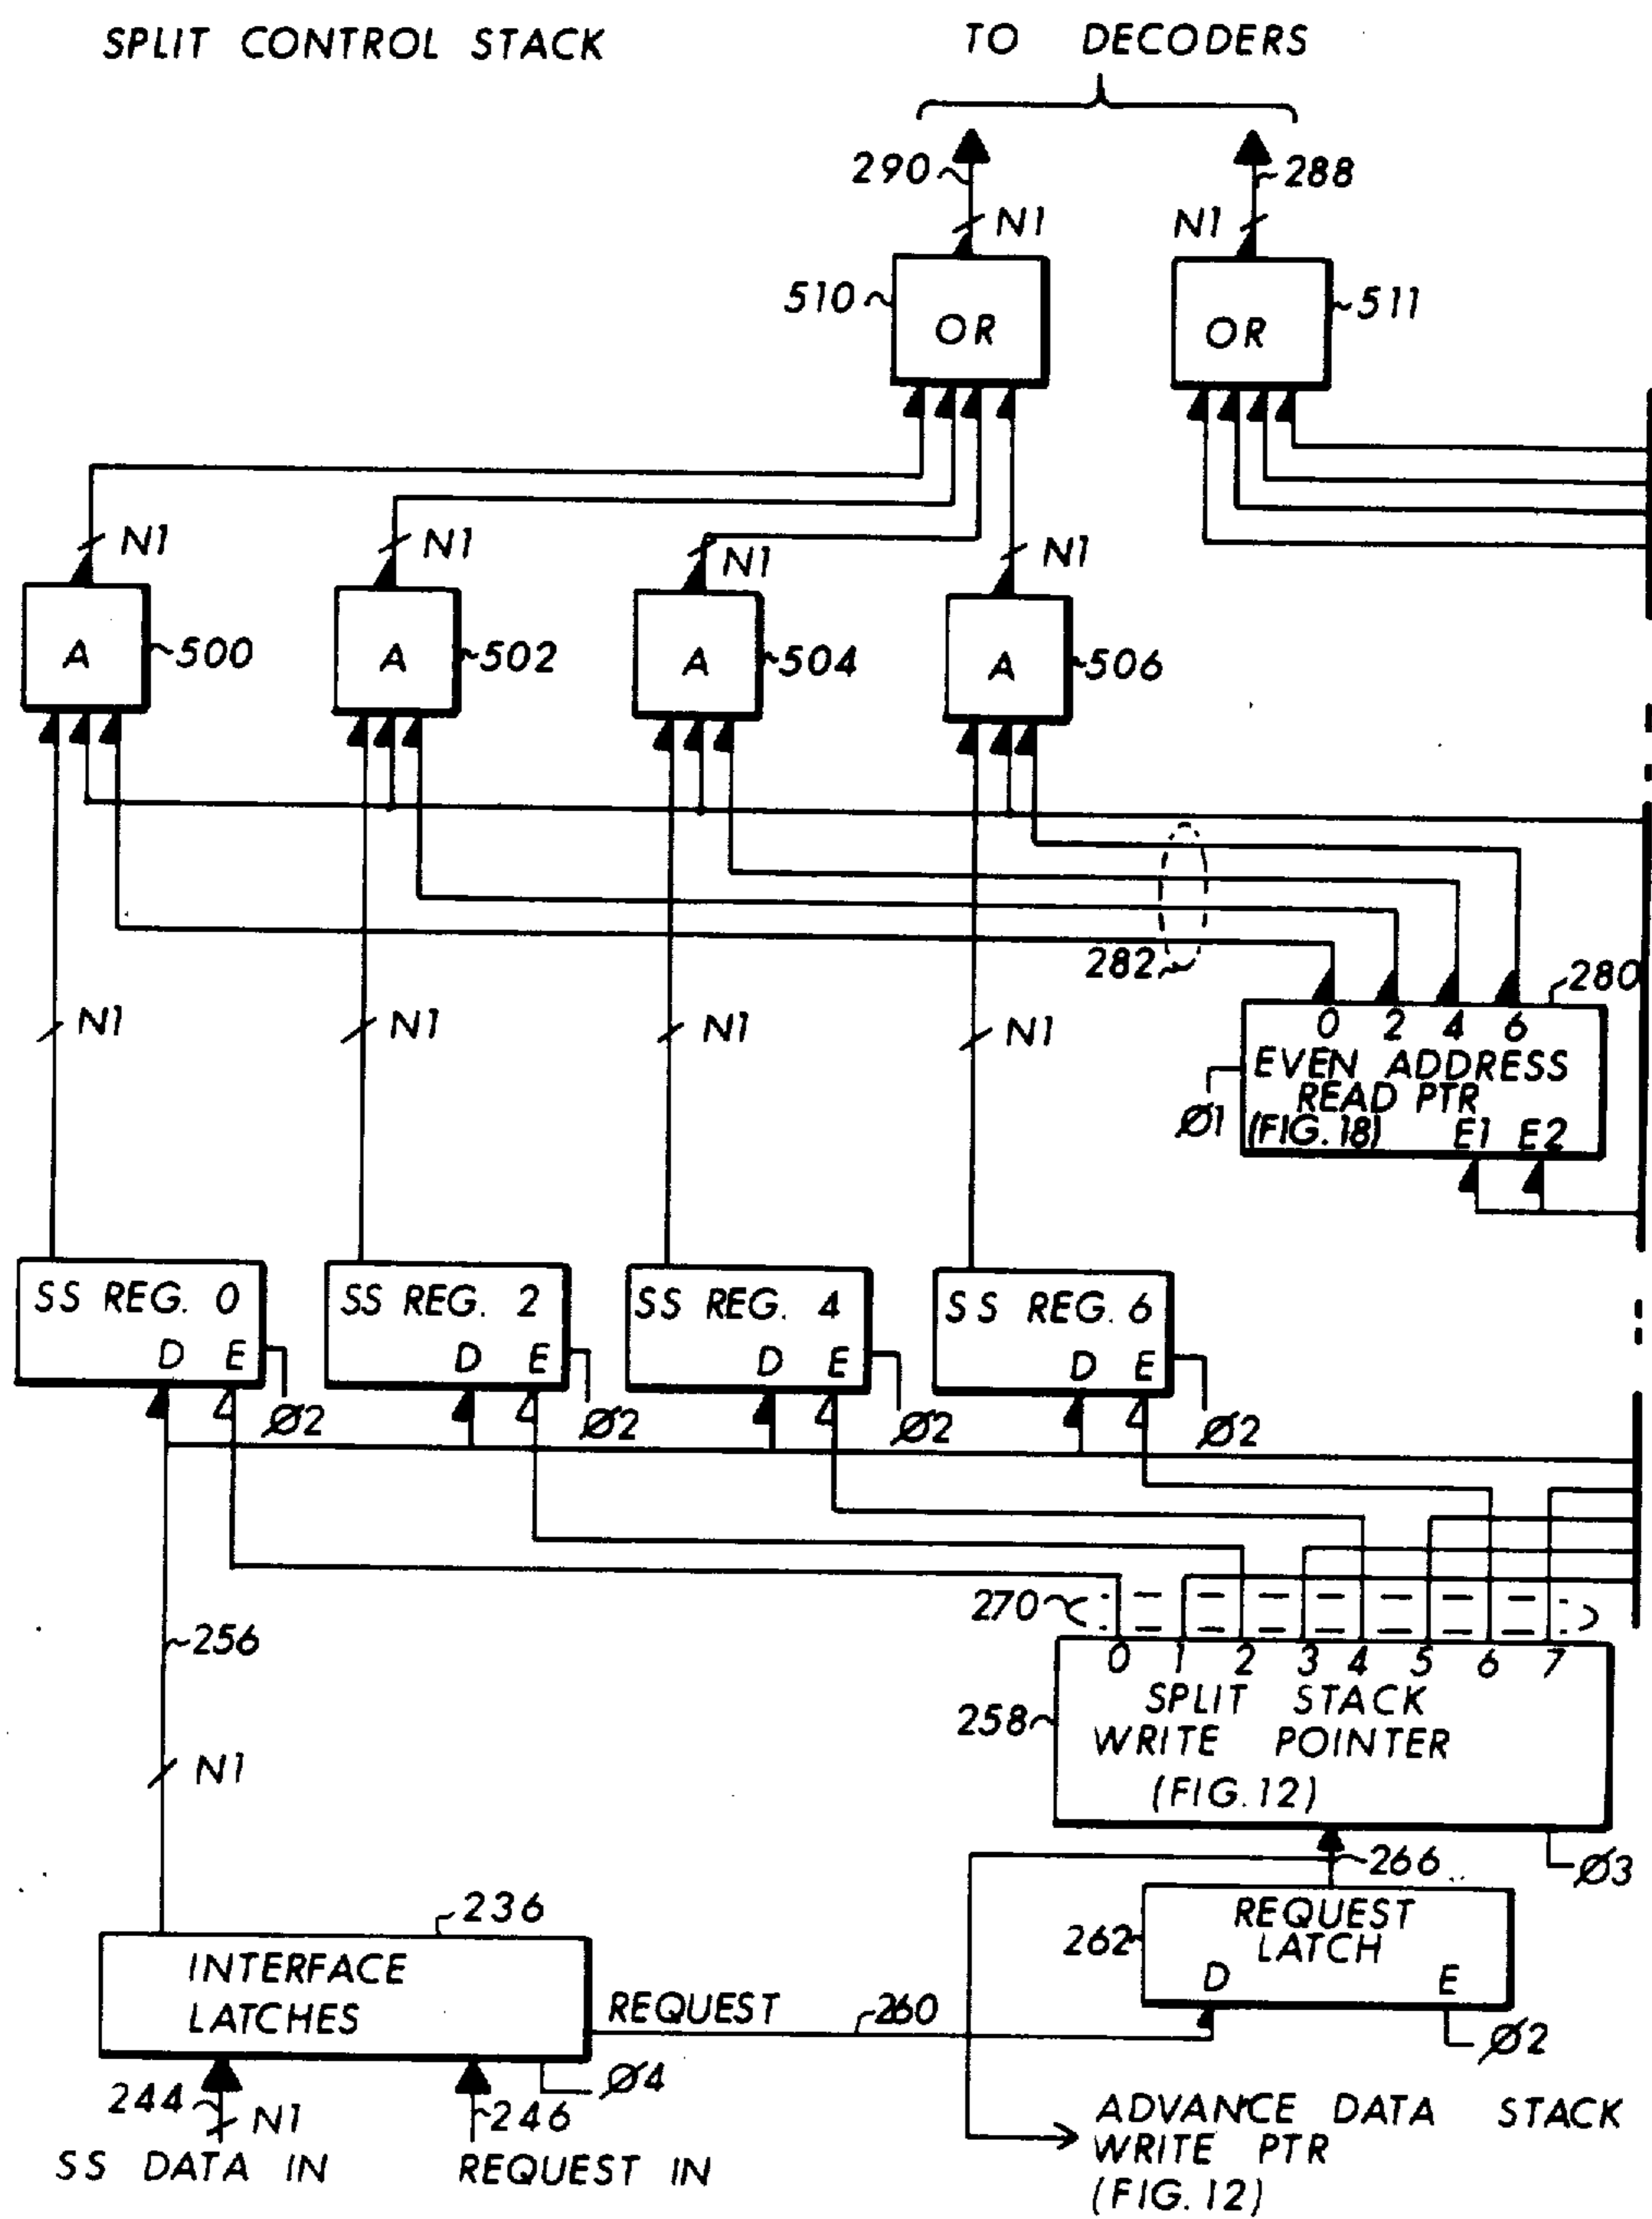 SPLIT CONTROL STACK
TO DECODERS
290
288
N1
N1
510
OR
511
OR
N1
N1
N1
N1
A
500
A
502
A
504
A
506
282
280
N1
N1
N1
N1
0 2 4 6
EVEN ADDRESS
READ PTR
(FIG. 18) E1 E2
Ø1
SS REG. 0
D E
Ø2
SS REG. 2
D E
Ø2
SS REG. 4
D E
Ø2
SS REG. 6
D E
Ø2
270
256
0 1 2 3 4 5 6 7
SPLIT STACK
WRITE POINTER
(FIG. 12)
258
N1
Ø3
266
236
REQUEST
LATCH
D E
262
INTERFACE
LATCHES
REQUEST
260
Ø2
Ø4
244
N1
246
SS DATA IN
REQUEST IN
ADVANCE DATA STACK
WRITE PTR
(FIG. 12)